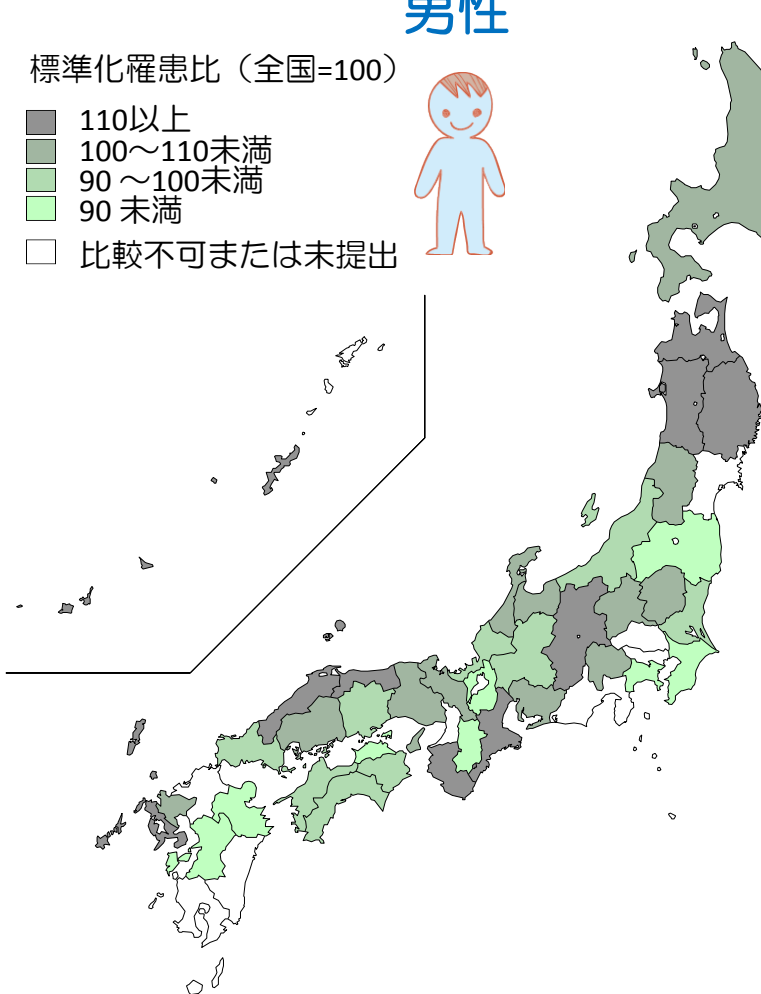 男性
標準化罹患比（全国=100）
110以上
100～110未満
90 ～100未満
90 未満
比較不可または未提出